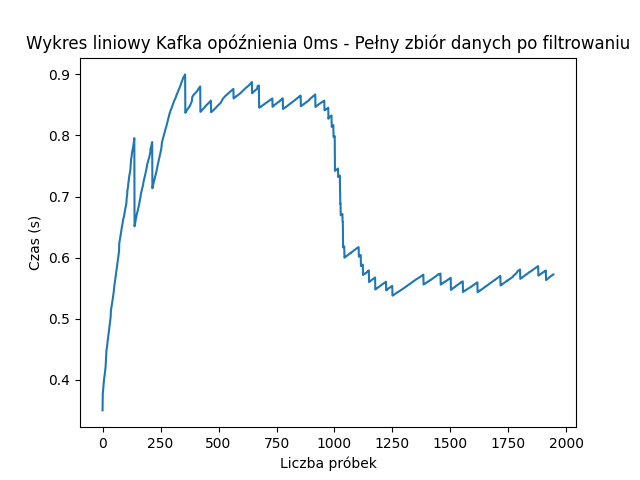 Wykres liniowy Kafka opóźnienia 0ms - Pełny zbiór danych po filtrowaniu
0.9
0.8
0.7
0.6
0.5
0.4
Czas (s)
0 250 500 750 1000 1250 1500 1750 2000
Liczba próbek